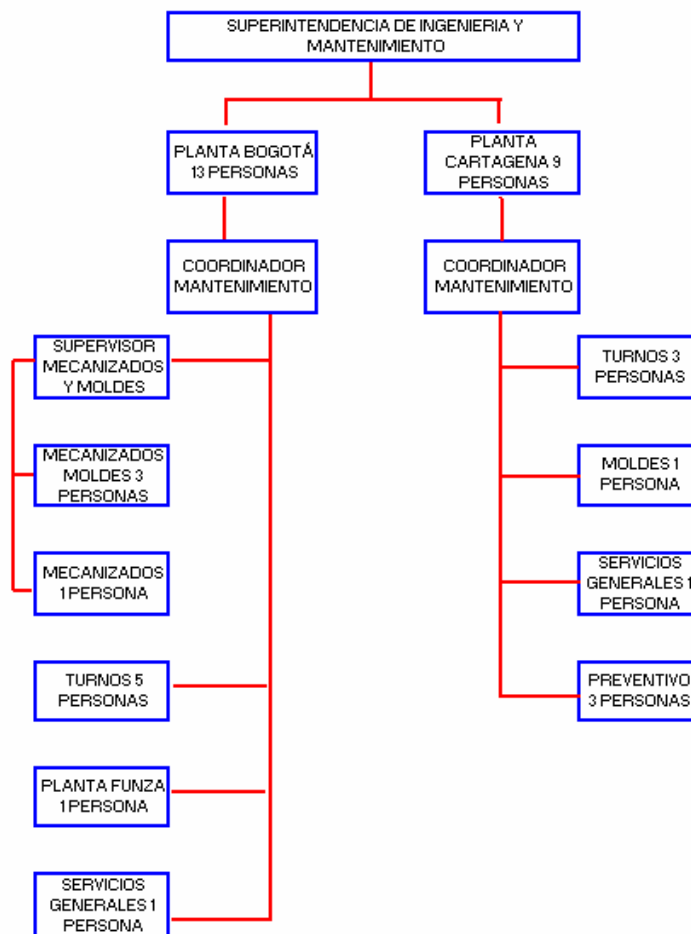 SUPERINTENDENCIA DE INGENIERIA Y
MANTENIMIENTO
PLANTA BOGOTÁ
13 PERSONAS
PLANTA
CARTAGENA 9
PERSONAS
COORDINADOR
MANTENIMIENTO
COORDINADOR
MANTENIMIENTO
SUPERVISOR
MECANIZADOS
Y MOLDES
MECANIZADOS
MOLDES 3
PERSONAS
MECANIZADOS
1 PERSONA
TURNOS 5
PERSONAS
PLANTA FUNZA
1 PERSONA
SERVICIOS
GENERALES 1
PERSONA
TURNOS 3
PERSONAS
MOLDES 1
PERSONA
SERVICIOS
GENERALES 1
PERSONA
PREVENTIVO
3 PERSONAS